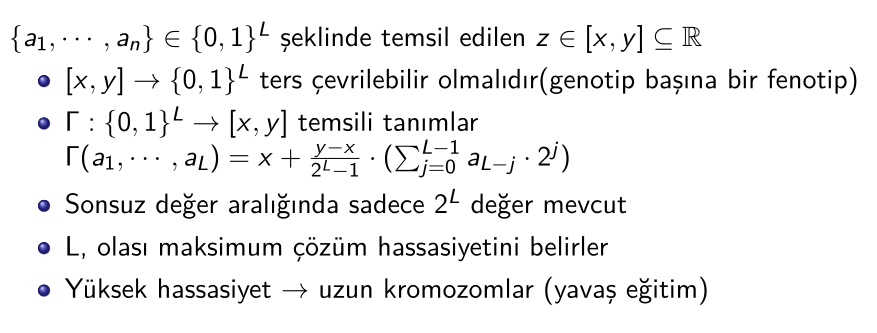 {a₁, ⋯ , aₙ} ∈ {0, 1}ᴸ şeklinde temsil edilen z ∈ [x, y] ⊆ ℝ
• [x, y] → {0, 1}ᴸ ters çevrilebilir olmalıdır(genotip başına bir fenotip)
• Γ : {0, 1}ᴸ → [x, y] temsili tanımlar
Γ(a₁, ⋯ , a_L) = x + (y−x)/(2^L−1) · (∑_{j=0}^{L−1} a_{L−j} · 2^j)
• Sonsuz değer aralığında sadece 2ᴸ değer mevcut
• L, olası maksimum çözüm hassasiyetini belirler
• Yüksek hassasiyet → uzun kromozomlar (yavaş eğitim)